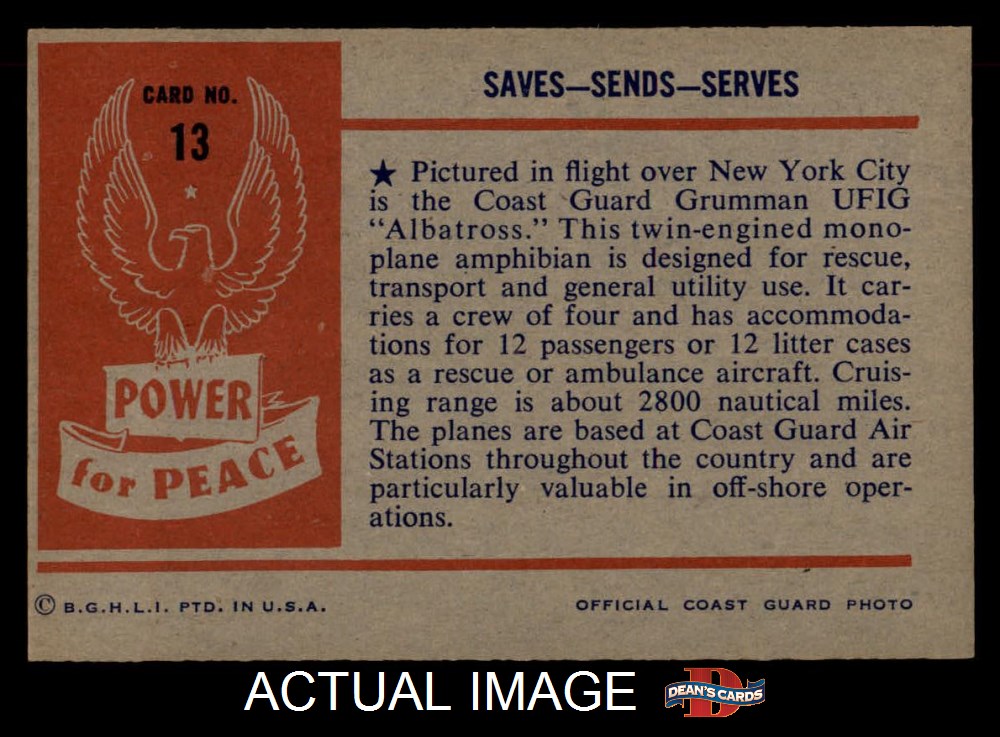 CARD NO.
13
POWER
for PEACE
SAVES—SENDS—SERVES
★ Pictured in flight over New York City
is the Coast Guard Grumman UFIG
“Albatross.” This twin-engined mono-
plane amphibian is designed for rescue,
transport and general utility use. It car-
ries a crew of four and has accommoda-
tions for 12 passengers or 12 litter cases
as a rescue or ambulance aircraft. Cruis-
ing range is about 2800 nautical miles.
The planes are based at Coast Guard Air
Stations throughout the country and are
particularly valuable in off-shore oper-
ations.
© B.G.H.L.I. PTD. IN U.S.A.
OFFICIAL COAST GUARD PHOTO
ACTUAL IMAGE
D
DEAN'S CARDS